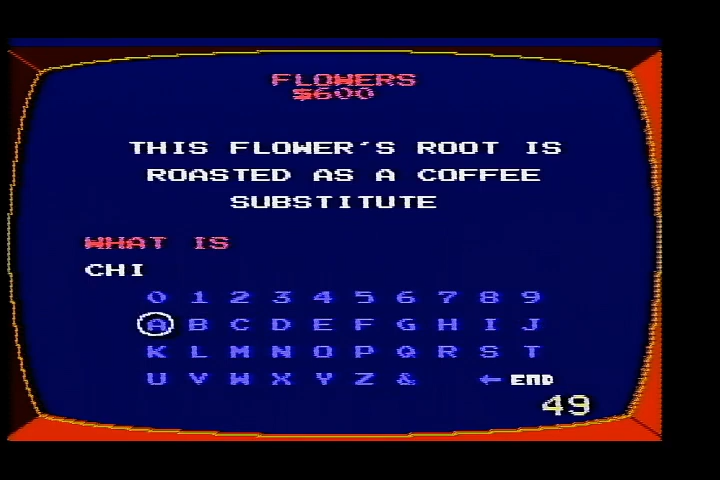 FLOWERS
$600
THIS FLOWER'S ROOT IS
ROASTED AS A COFFEE
SUBSTITUTE
WHAT IS
CHI
0 1 2 3 4 5 6 7 8 9
A B C D E F G H I J
K L M N O P Q R S T
U V W X Y Z & ← END
49